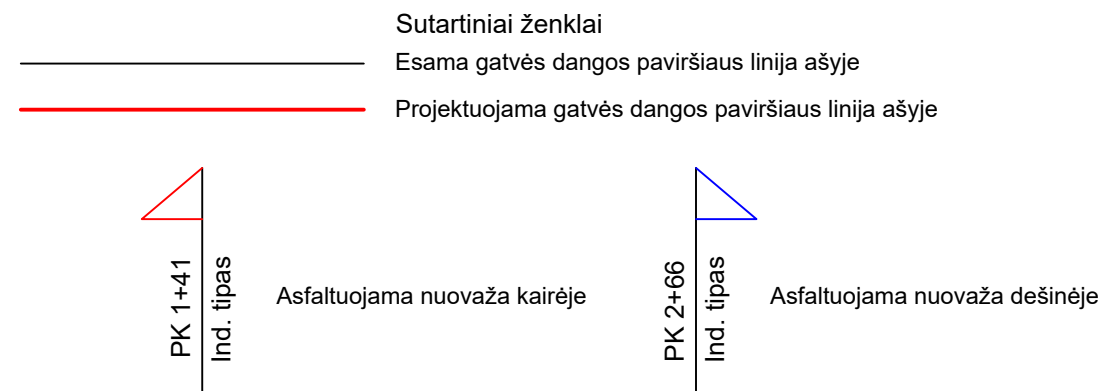 Sutartiniai ženklai
Esama gatvės dangos paviršiaus linija ašyje
Projektuojama gatvės dangos paviršiaus linija ašyje
PK 1+41
Ind. tipas
Asfaltuojama nuovaža kairėje
PK 2+66
Ind. tipas
Asfaltuojama nuovaža dešinėje